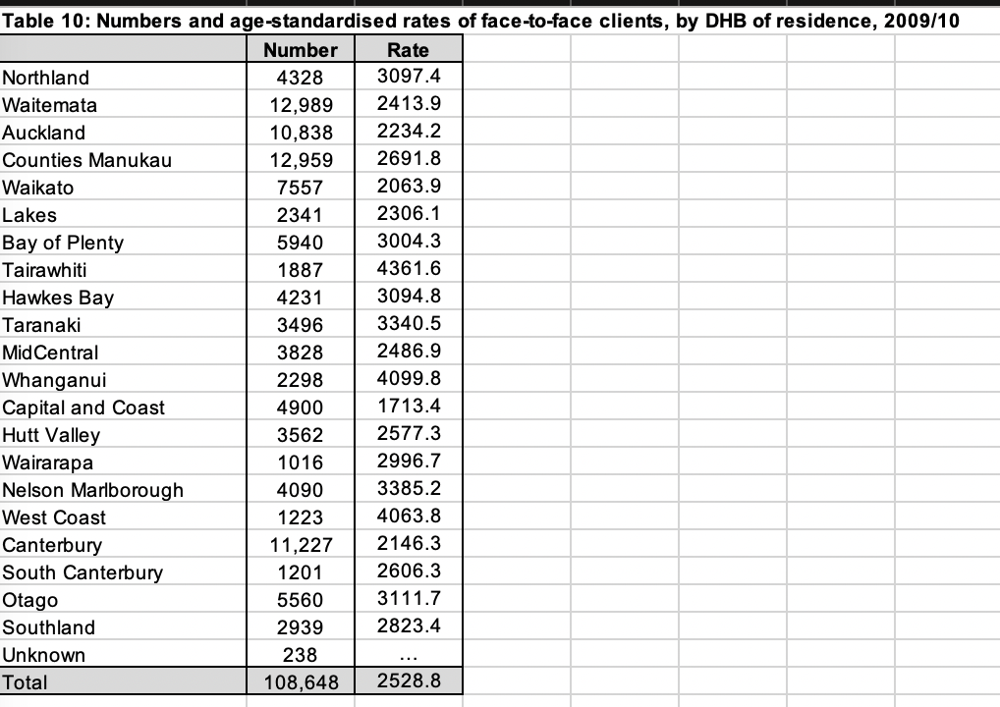 Table 10: Numbers and age-standardised rates of face-to-face clients, by DHB of residence, 2009/10
Number Rate
Northland 4328 3097.4
Waitemata 12,989 2413.9
Auckland 10,838 2234.2
Counties Manukau 12,959 2691.8
Waikato 7557 2063.9
Lakes 2341 2306.1
Bay of Plenty 5940 3004.3
Tairawhiti 1887 4361.6
Hawkes Bay 4231 3094.8
Taranaki 3496 3340.5
MidCentral 3828 2486.9
Whanganui 2298 4099.8
Capital and Coast 4900 1713.4
Hutt Valley 3562 2577.3
Wairarapa 1016 2996.7
Nelson Marlborough 4090 3385.2
West Coast 1223 4063.8
Canterbury 11,227 2146.3
South Canterbury 1201 2606.3
Otago 5560 3111.7
Southland 2939 2823.4
Unknown 238 ...
Total 108,648 2528.8